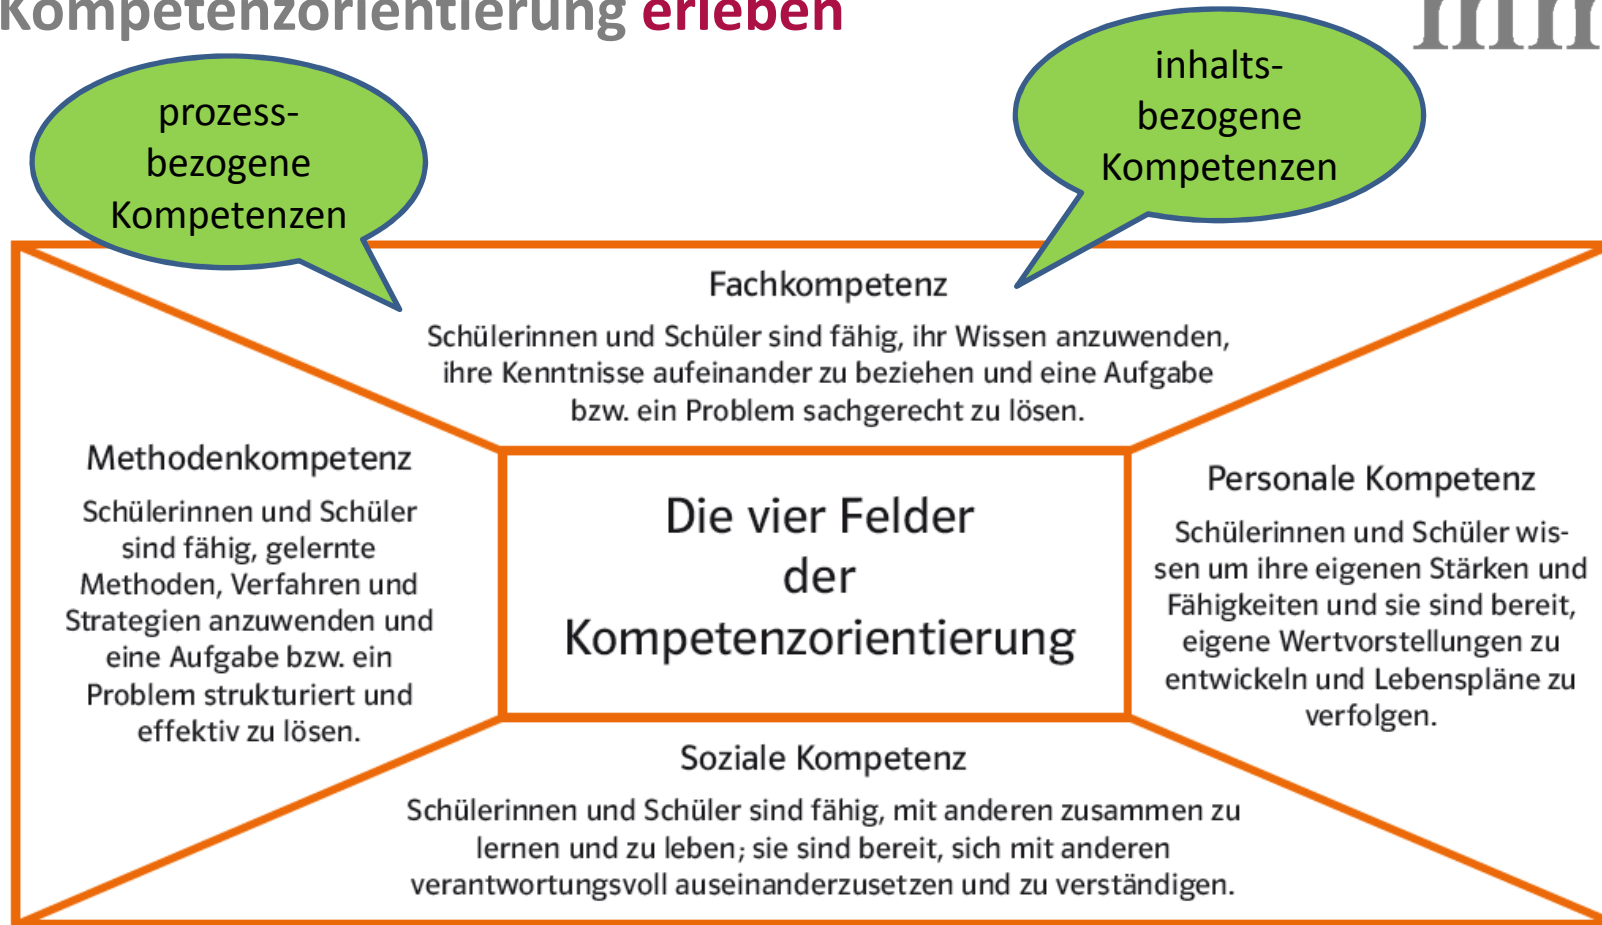 Kompetenzorientierung erleben
prozess-
bezogene
Kompetenzen
inhalts-
bezogene
Kompetenzen
Fachkompetenz
Schülerinnen und Schüler sind fähig, ihr Wissen anzuwenden,
ihre Kenntnisse aufeinander zu beziehen und eine Aufgabe
bzw. ein Problem sachgerecht zu lösen.
Methodenkompetenz
Schülerinnen und Schüler
sind fähig, gelernte
Methoden, Verfahren und
Strategien anzuwenden und
eine Aufgabe bzw. ein
Problem strukturiert und
effektiv zu lösen.
Die vier Felder
der
Kompetenzorientierung
Personale Kompetenz
Schülerinnen und Schüler wis-
sen um ihre eigenen Stärken und
Fähigkeiten und sie sind bereit,
eigene Wertvorstellungen zu
entwickeln und Lebenspläne zu
verfolgen.
Soziale Kompetenz
Schülerinnen und Schüler sind fähig, mit anderen zusammen zu
lernen und zu leben; sie sind bereit, sich mit anderen
verantwortungsvoll auseinanderzusetzen und zu verständigen.